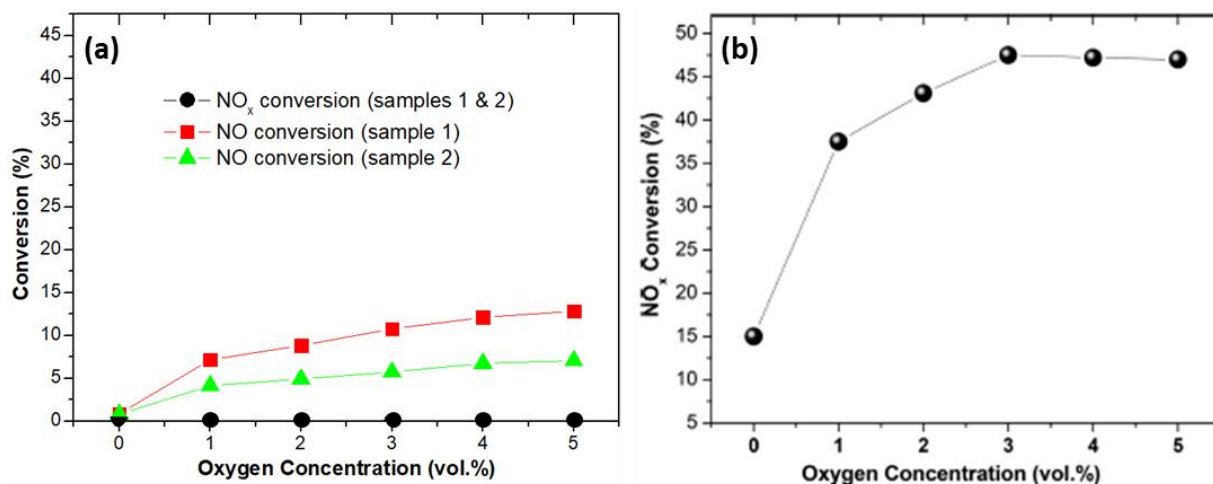 (a)
NOₓ conversion (samples 1 & 2)
NO conversion (sample 1)
NO conversion (sample 2)
Conversion (%)
45
40
35
30
25
20
15
10
5
0
0 1 2 3 4 5
Oxygen Concentration (vol.%)
(b)
NOₓ Conversion (%)
50
45
40
35
30
25
20
15
10
5
0 1 2 3 4 5
Oxygen Concentration (vol.%)